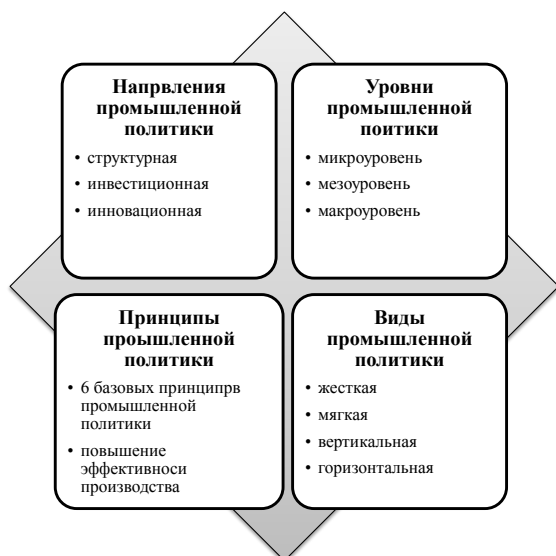 Напрвления
промышленной
политики
• структурная
• инвестиционная
• инновационная
Уровни
промышленной
поитики
• микроуровень
• мезоуровень
• макроуровень
Принципы
проышленной
политики
• 6 базовых принципрв
промышленной
политики
• повышение
эффективноси
производства
Виды
промышленной
политики
• жесткая
• мягкая
• вертикальная
• горизонтальная